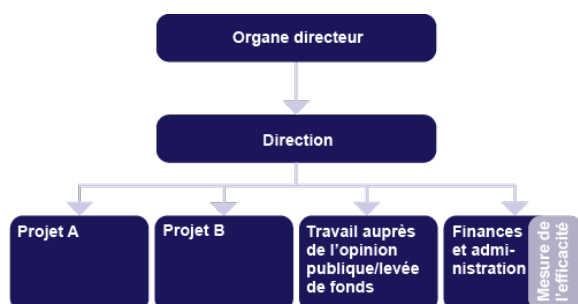 Organe directeur
Direction
Projet A
Projet B
Travail auprès
de l'opinion
publique/levée
de fonds
Finances
et admi-
nistration
Mesure de
l'efficacité